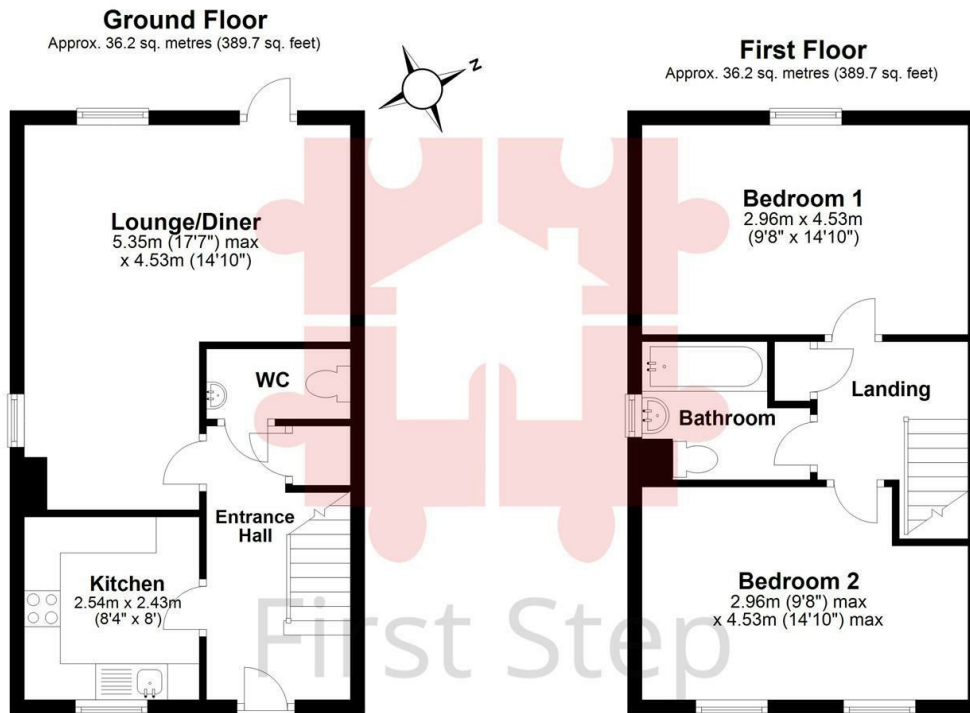 Ground Floor
Approx. 36.2 sq. metres (389.7 sq. feet)
N
Lounge/Diner
5.35m (17'7") max
x 4.53m (14'10")
WC
Entrance
Hall
Kitchen
2.54m x 2.43m
(8'4" x 8')
First Floor
Approx. 36.2 sq. metres (389.7 sq. feet)
Bedroom 1
2.96m x 4.53m
(9'8" x 14'10")
Landing
Bathroom
Bedroom 2
2.96m (9'8") max
x 4.53m (14'10") max
First Step